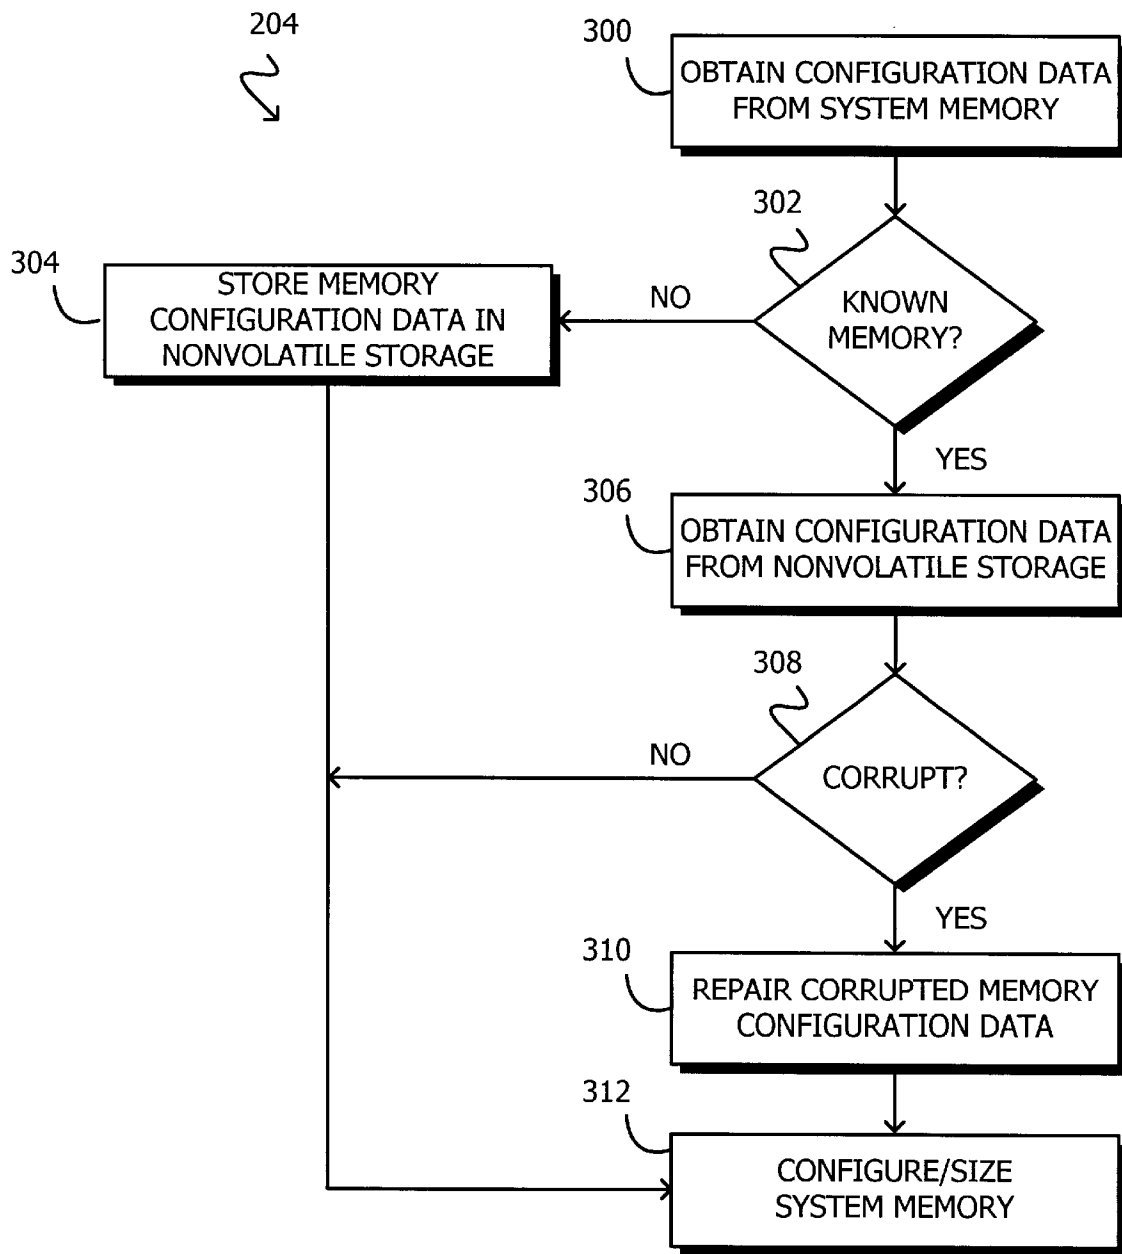 204
300
OBTAIN CONFIGURATION DATA
FROM SYSTEM MEMORY
302
KNOWN
MEMORY?
NO
304
STORE MEMORY
CONFIGURATION DATA IN
NONVOLATILE STORAGE
YES
306
OBTAIN CONFIGURATION DATA
FROM NONVOLATILE STORAGE
308
CORRUPT?
NO
YES
310
REPAIR CORRUPTED MEMORY
CONFIGURATION DATA
312
CONFIGURE/SIZE
SYSTEM MEMORY